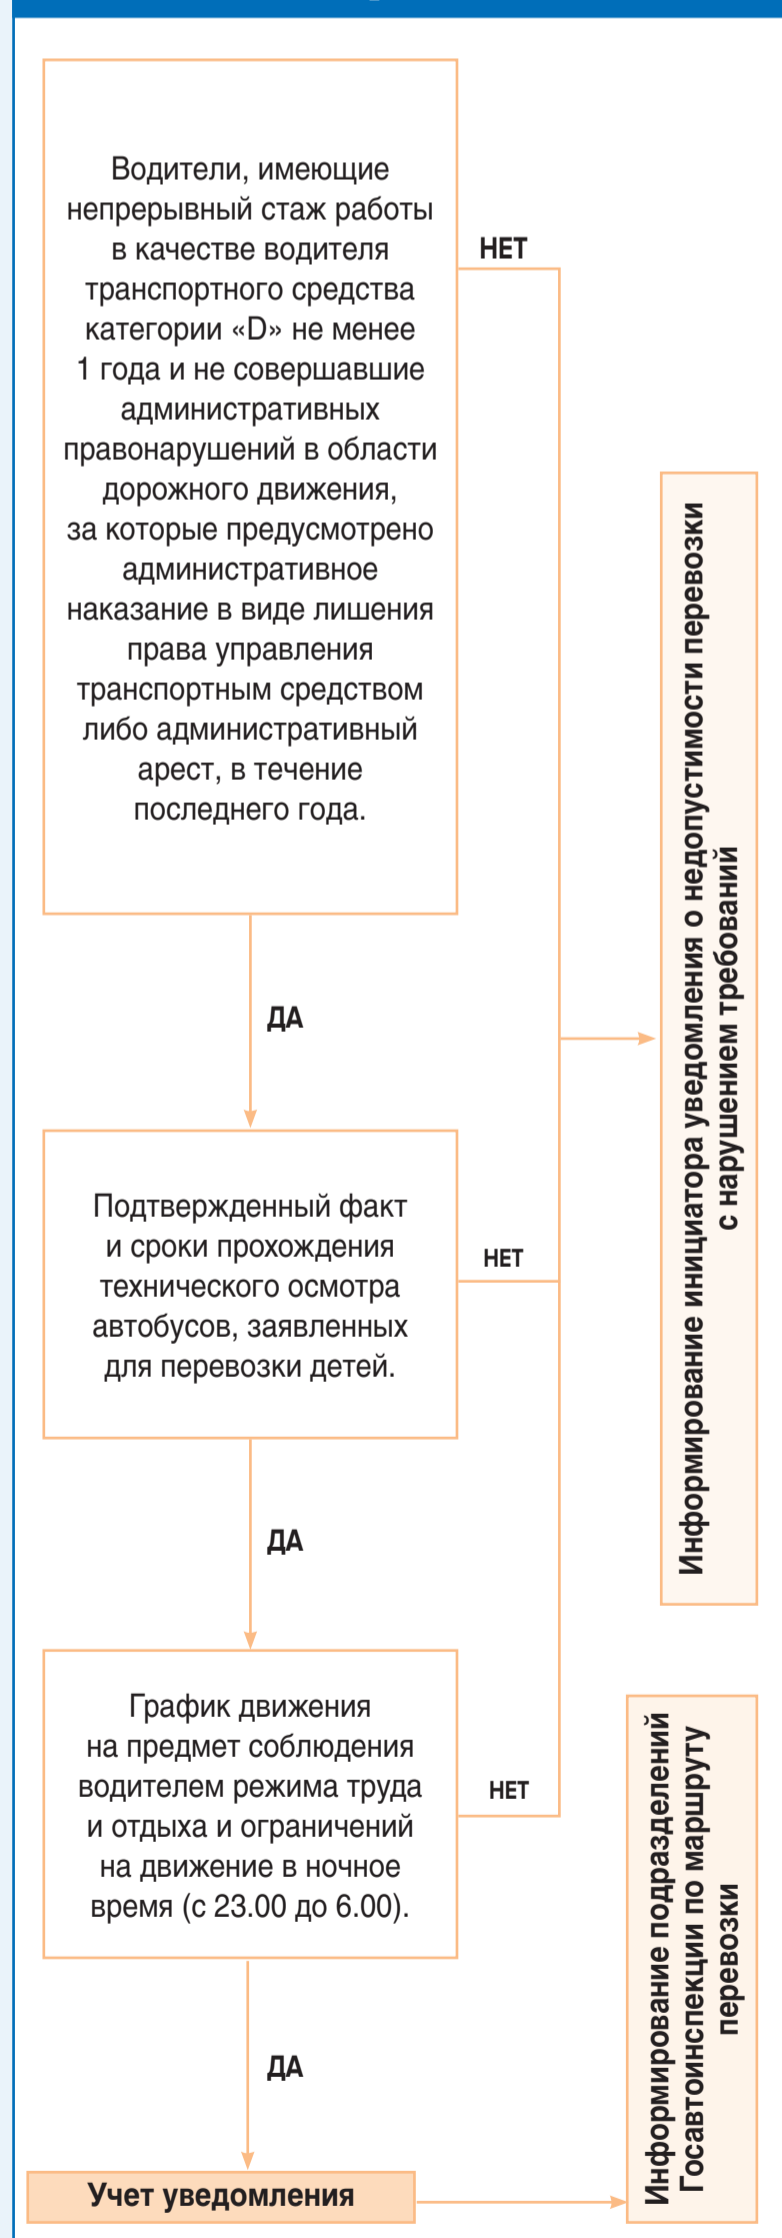 Водители, имеющие
непрерывный стаж работы
в качестве водителя
транспортного средства
категории «D» не менее
1 года и не совершавшие
административных
правонарушений в области
дорожного движения,
за которые предусмотрено
административное
наказание в виде лишения
права управления
транспортным средством
либо административный
арест, в течение
последнего года.
НЕТ
ДА
Подтвержденный факт
и сроки прохождения
технического осмотра
автобусов, заявленных
для перевозки детей.
НЕТ
ДА
График движения
на предмет соблюдения
водителем режима труда
и отдыха и ограничений
на движение в ночное
время (с 23.00 до 6.00).
НЕТ
ДА
Учет уведомления
Информирование инициатора уведомления о недопустимости перевозки
с нарушением требований
Информирование подразделений
Госавтоинспекции по маршруту
перевозки